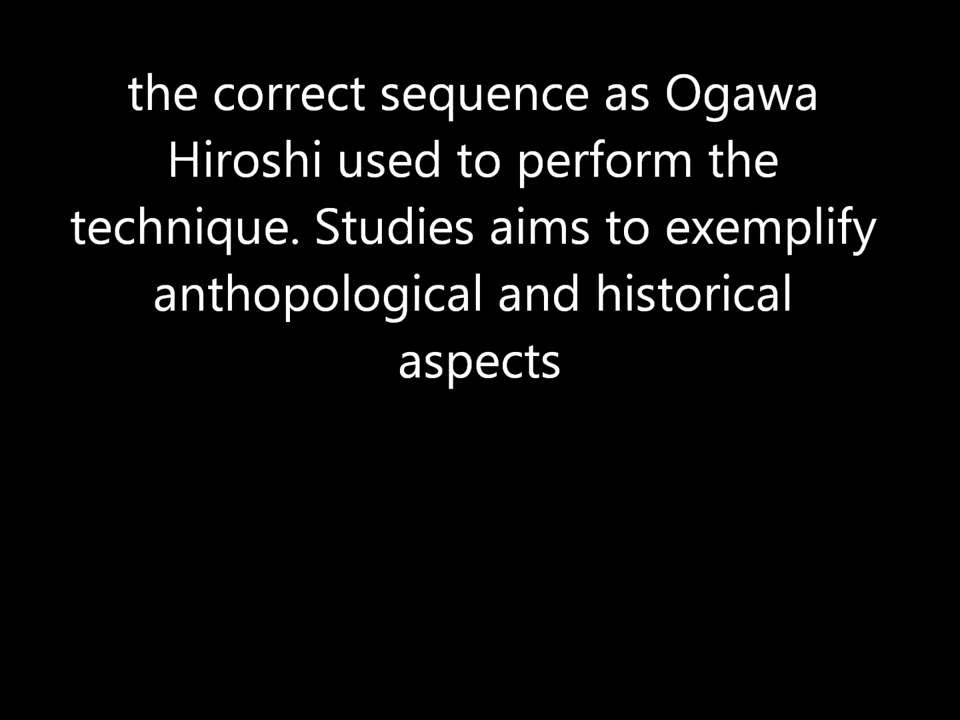 the correct sequence as Ogawa
Hiroshi used to perform the
technique. Studies aims to exemplify
anthopological and historical
aspects